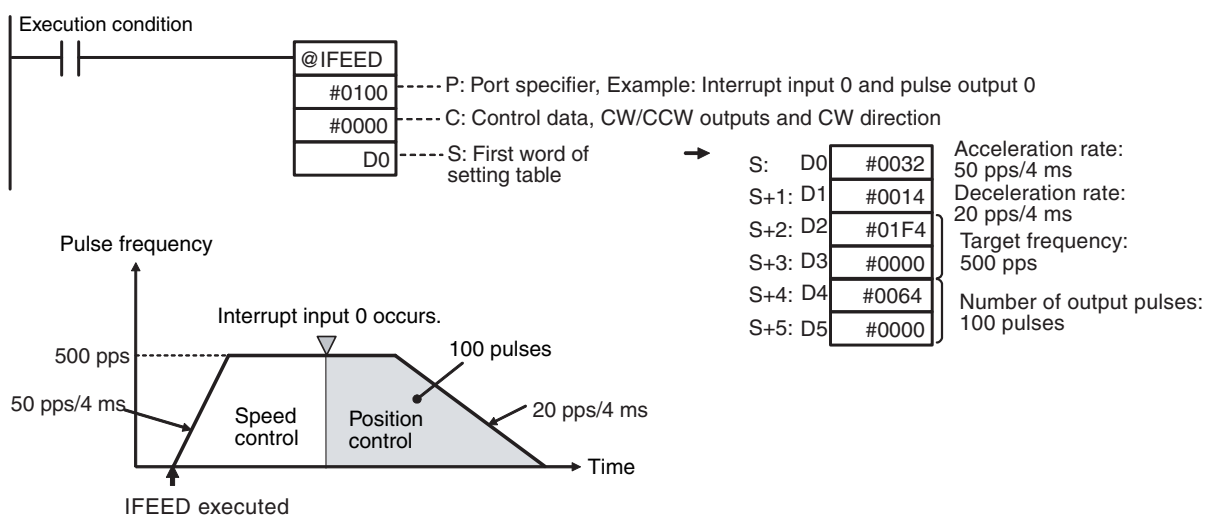 Execution condition
@IFEED
#0100
P: Port specifier, Example: Interrupt input 0 and pulse output 0
#0000
C: Control data, CW/CCW outputs and CW direction
D0
S: First word of
setting table
S: D0 #0032
Acceleration rate:
50 pps/4 ms
S+1: D1 #0014
Deceleration rate:
20 pps/4 ms
S+2: D2 #01F4
S+3: D3 #0000
Target frequency:
500 pps
S+4: D4 #0064
S+5: D5 #0000
Number of output pulses:
100 pulses
Pulse frequency
Interrupt input 0 occurs.
500 pps
100 pulses
50 pps/4 ms
Speed
control
Position
control
20 pps/4 ms
Time
IFEED executed